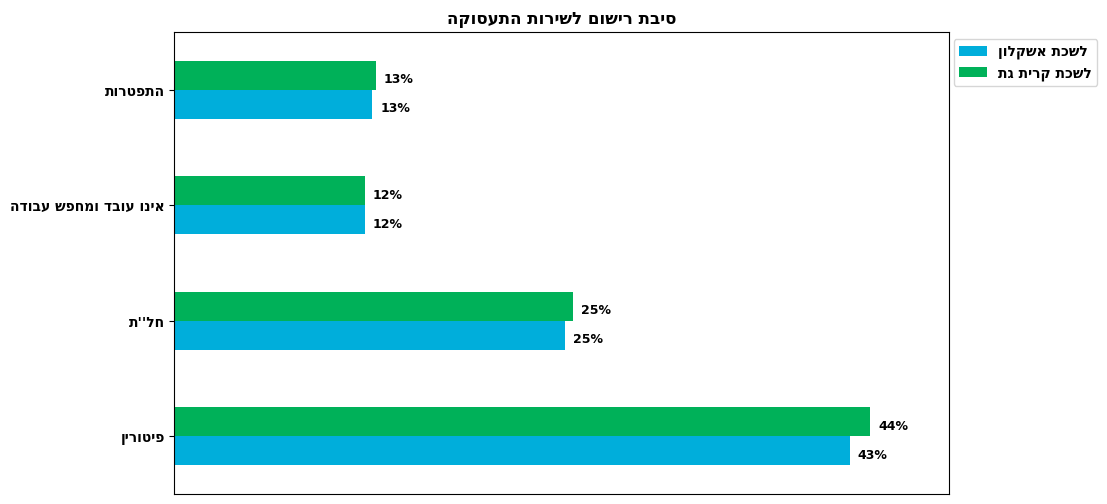 סיבת רישום לשירות התעסוקה
לשכת אשקלון
לשכת קרית גת
התפטרות
13%
13%
אינו עובד ומחפש עבודה
12%
12%
חל''ת
25%
25%
פיטורין
44%
43%